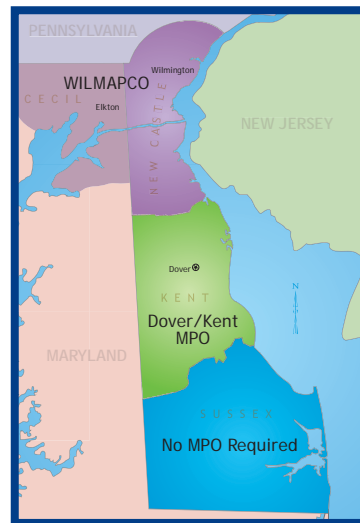 PENNSYLVANIA
WILMAPCO
Wilmington
CECIL
Elkton
NEW CASTLE
NEW JERSEY
Dover
KENT
N
Dover/Kent
MPO
MARYLAND
SUSSEX
No MPO Required